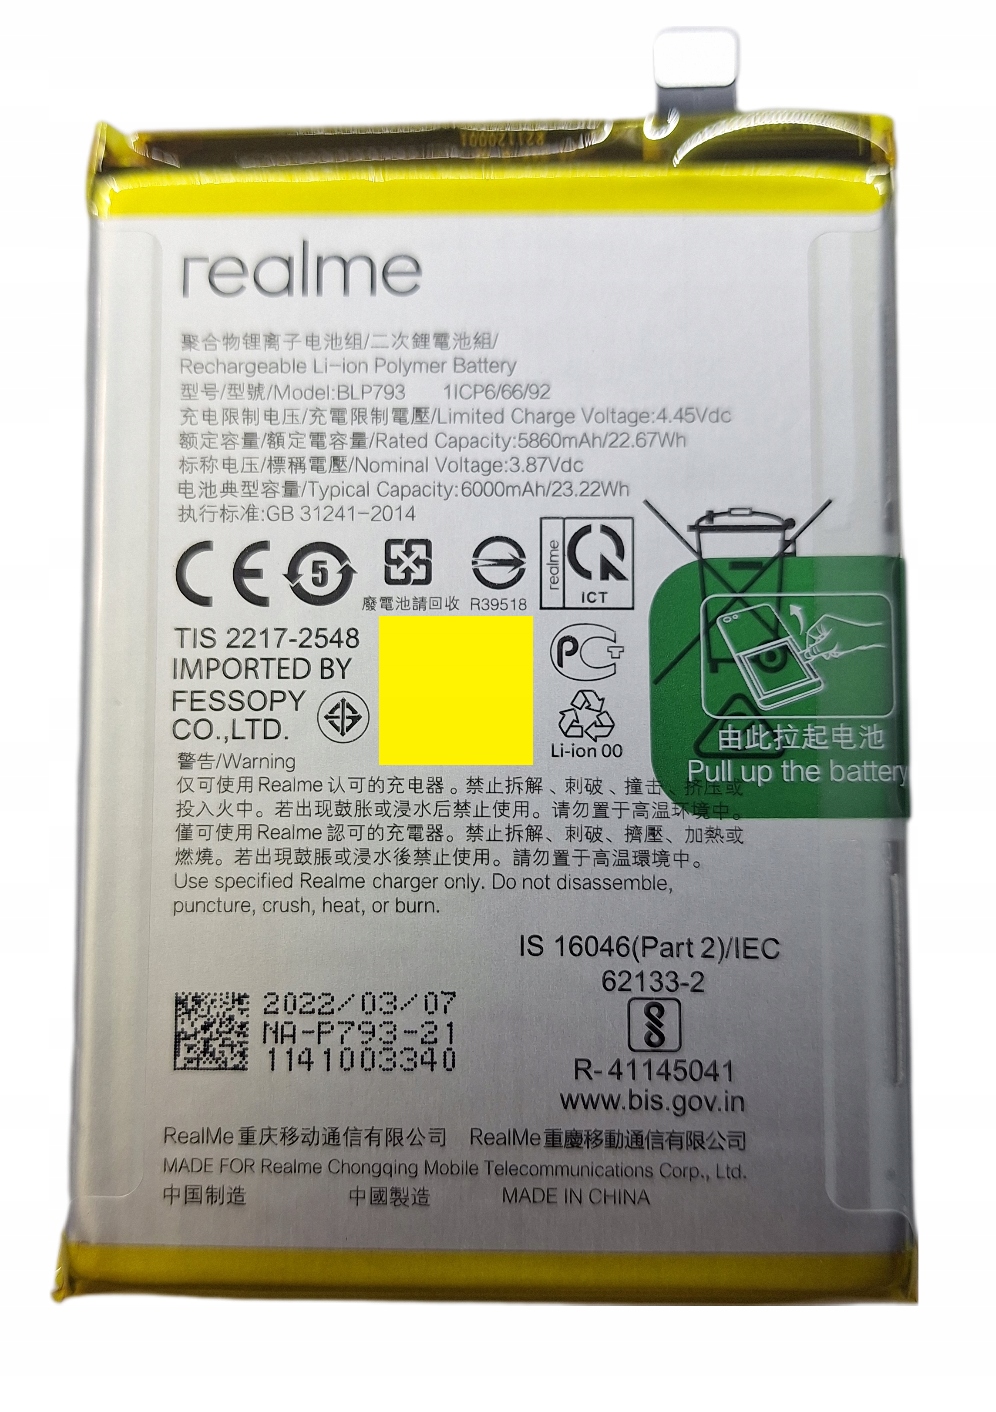 realme
聚合物锂离子电池组/二次鋰電池組/
Rechargeable Li-ion Polymer Battery
型号/型號/Model:BLP793 1ICP6/66/92
充电限制电压/充電限制電壓/Limited Charge Voltage:4.45Vdc
额定容量/額定電容量/Rated Capacity:5860mAh/22.67Wh
标称电压/標稱電壓/Nominal Voltage:3.87Vdc
电池典型容量/Typical Capacity:6000mAh/23.22Wh
执行标准:GB 31241-2014
CE 5
廢電池請回收 R39518
realme ICT
TIS 2217-2548
IMPORTED BY
FESSOPY
CO.,LTD.
Li-ion 00
由此拉起电池
Pull up the battery
警告/Warning
仅可使用Realme认可的充电器。禁止拆解、刺破、撞击、挤压或
投入火中。若出现鼓胀或浸水后禁止使用。请勿置于高温环境中。
僅可使用Realme認可的充電器。禁止拆解、刺破、擠壓、加熱或
燃燒。若出現鼓脹或浸水後禁止使用。請勿置于高温環境中。
Use specified Realme charger only. Do not disassemble,
puncture, crush, heat, or burn.
IS 16046(Part 2)/IEC
62133-2
2022/03/07
NA-P793-21
1141003340
R- 41145041
www.bis.gov.in
RealMe重庆移动通信有限公司 RealMe重慶移動通信有限公司
MADE FOR Realme Chongqing Mobile Telecommunications Corp., Ltd.
中国制造 中國製造 MADE IN CHINA